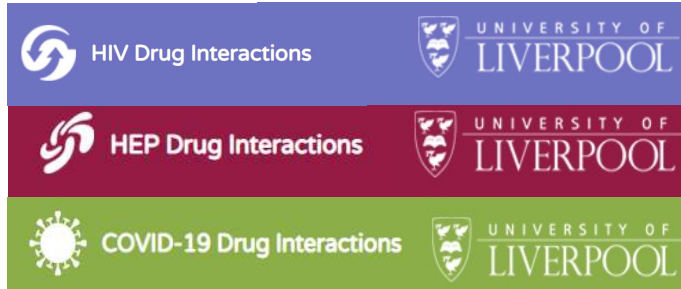 HIV Drug Interactions
UNIVERSITY OF
LIVERPOOL
HEP Drug Interactions
UNIVERSITY OF
LIVERPOOL
COVID-19 Drug Interactions
UNIVERSITY OF
LIVERPOOL